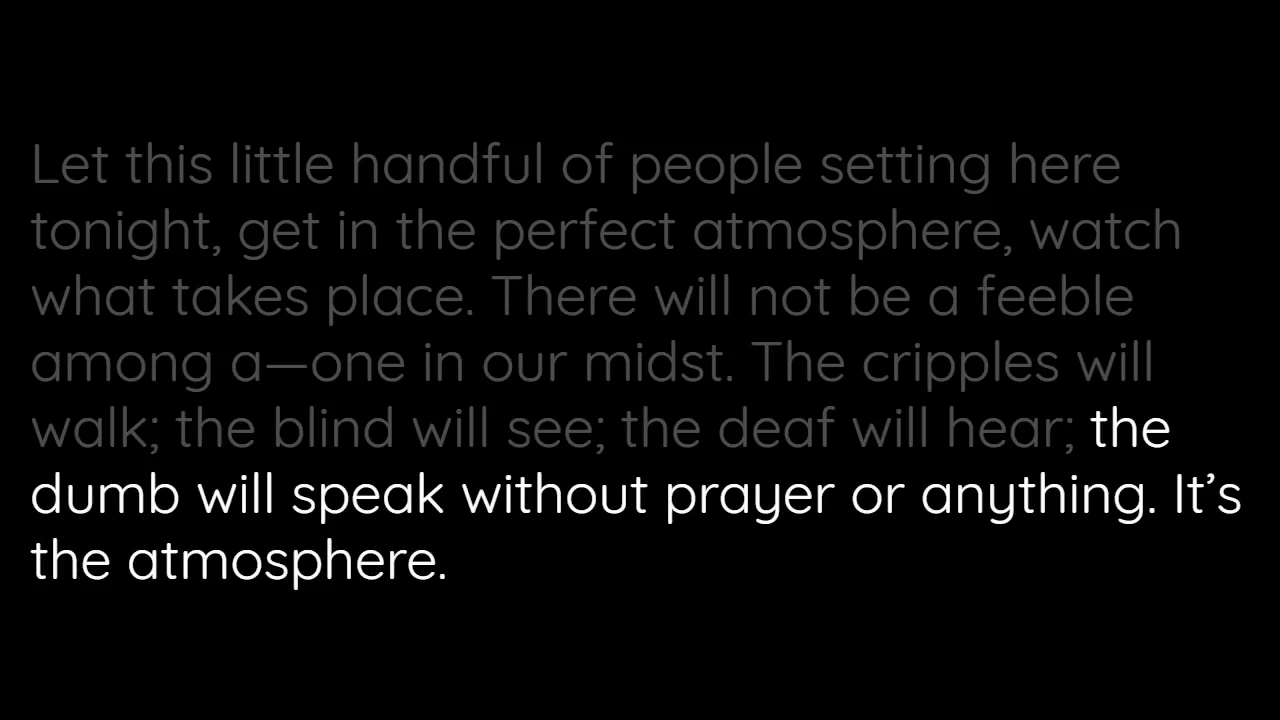 Let this little handful of people setting here
tonight, get in the perfect atmosphere, watch
what takes place. There will not be a feeble
among a—one in our midst. The cripples will
walk; the blind will see; the deaf will hear; the
dumb will speak without prayer or anything. It’s
the atmosphere.